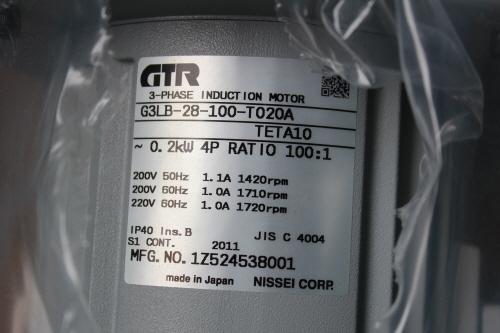 GTR
3-PHASE INDUCTION MOTOR
G3LB-28-100-T020A
TETA10
~ 0.2kW 4P RATIO 100:1
200V 50Hz 1.1A 1420rpm
200V 60Hz 1.0A 1710rpm
220V 60Hz 1.0A 1720rpm
IP40 Ins.B JIS C 4004
S1 CONT. 2011
MFG.NO.1Z524538001
made in Japan NISSEI CORP.